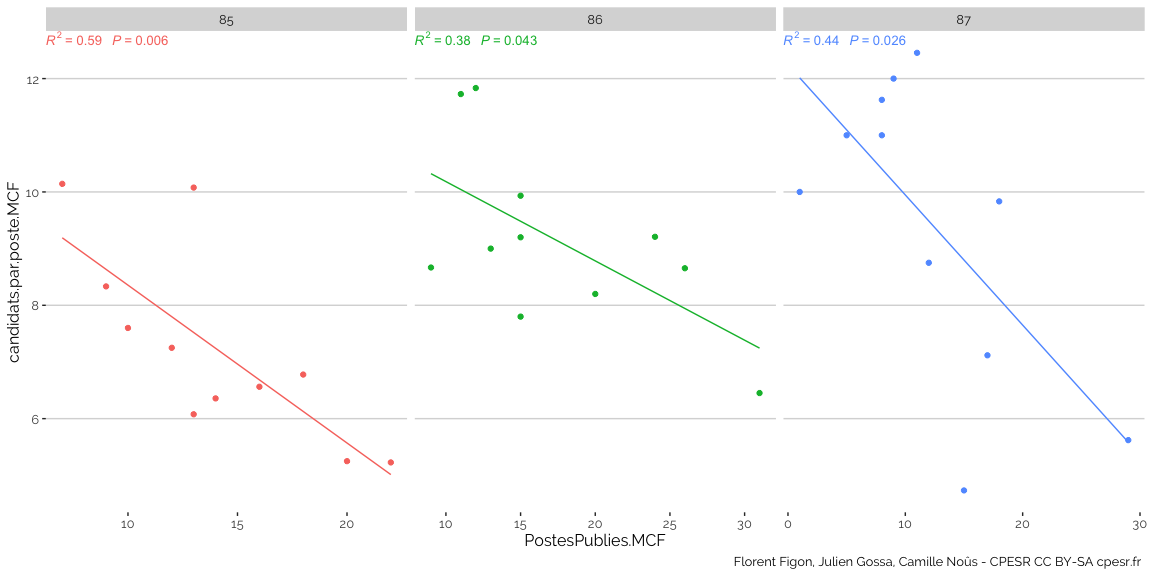 85 86 87
R² = 0.59 P = 0.006 R² = 0.38 P = 0.043 R² = 0.44 P = 0.026
12
10
8
6
candidats.par.poste.MCF
10 15 20 10 15 20 25 30 0 10 20 30
PostesPublies.MCF
Florent Figon, Julien Gossa, Camille Noûs - CPESR CC BY-SA cpesr.fr